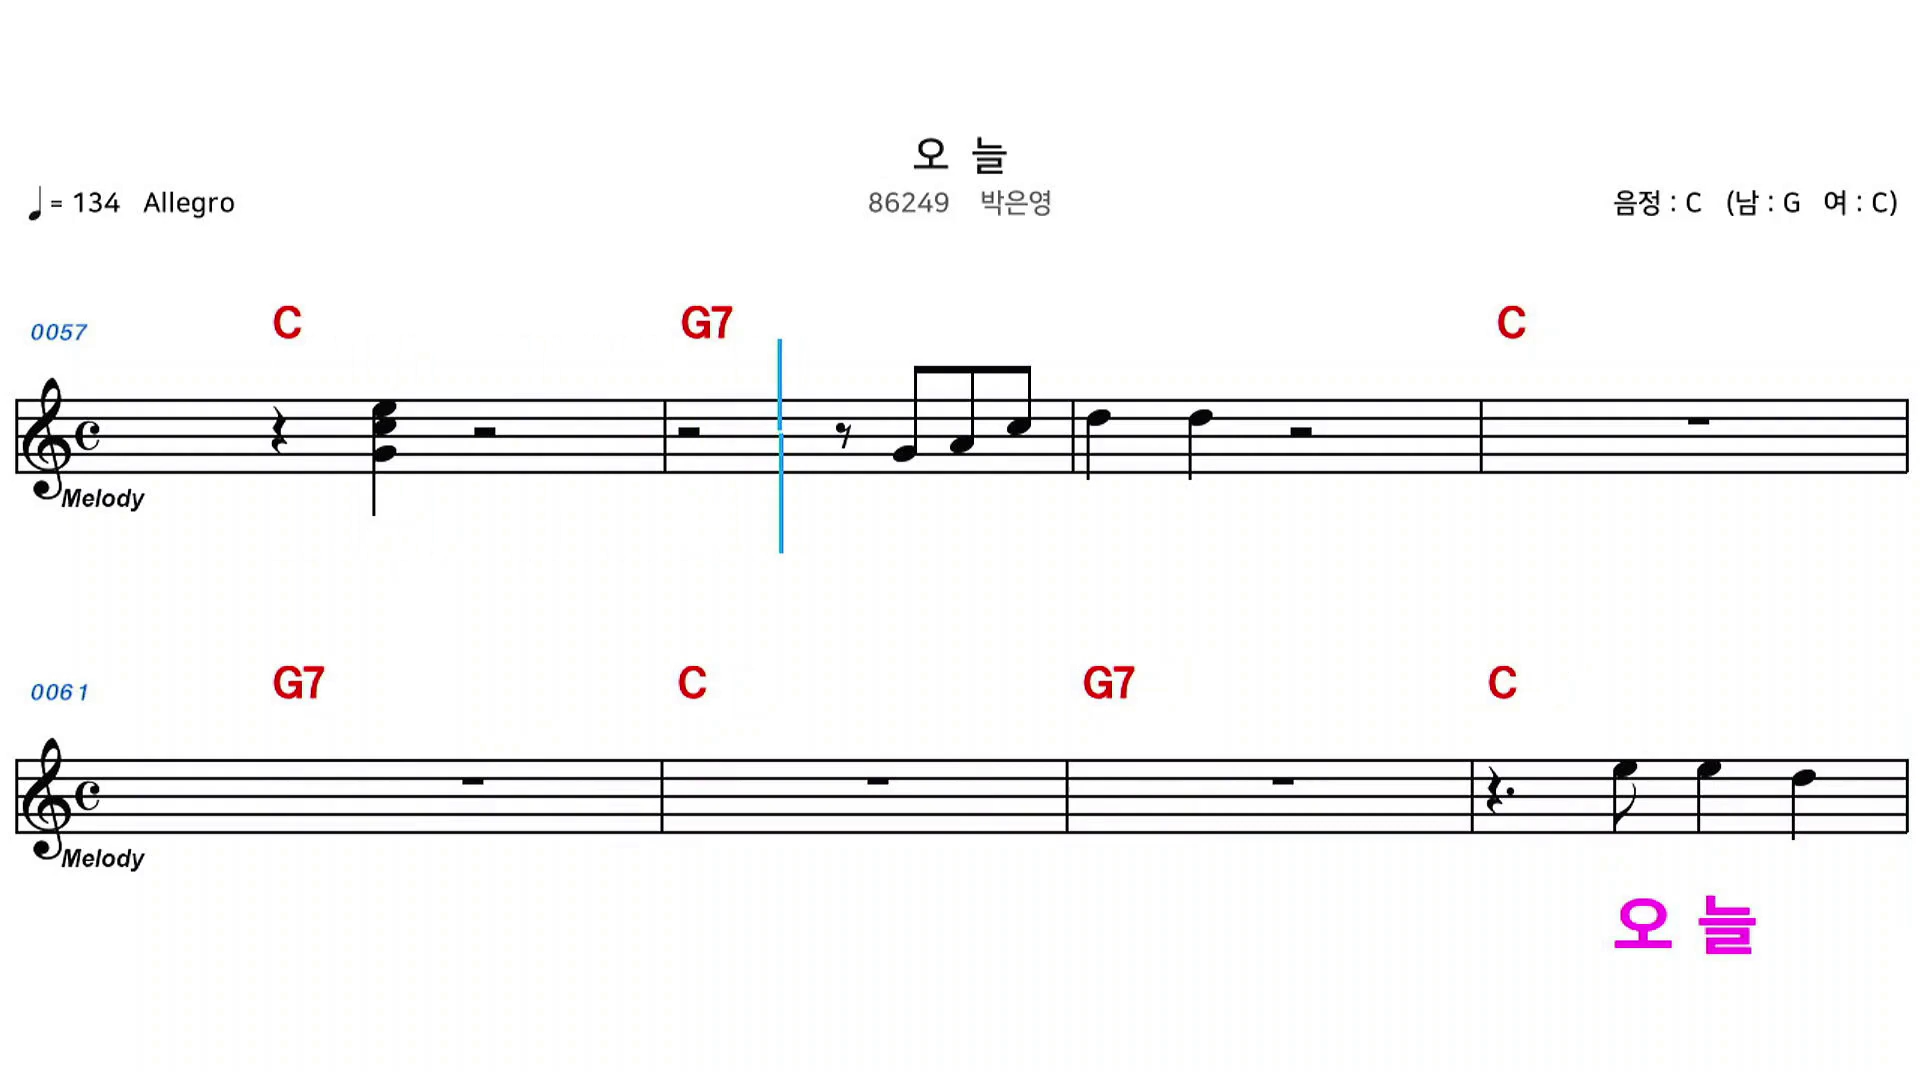 오 늘
= 134 Allegro 86249 박은영 음정 : C (남 : G 여 : C)
0057 C G7 C
Melody
0061 G7 C G7 C
Melody
오 늘